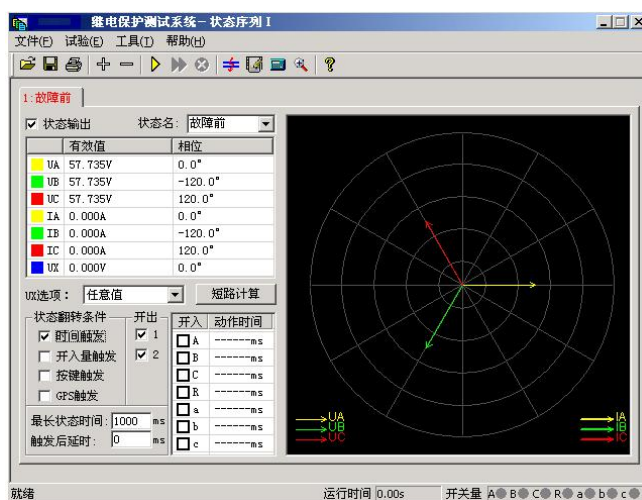 继电保护测试系统-状态序列 I
文件(F) 试验(E) 工具(T) 帮助(H)
1:故障前
状态输出 状态名: 故障前
有效值 相位
UA 57.735V 0.0°
UB 57.735V -120.0°
UC 57.735V 120.0°
IA 0.000A 0.0°
IB 0.000A -120.0°
IC 0.000A 120.0°
UX 0.000V 0.0°
UX选项: 任意值 短路计算
状态翻转条件 开出 开入 动作时间
时间触发 1 A ------ms
开入量触发 2 B ------ms
按键触发 C ------ms
GPS触发 R ------ms
最长状态时间: 1000 ms a ------ms
触发后延时: 0 ms b ------ms
c ------ms
UA IA
UB IB
UC IC
就绪 运行时间 0.00s 开关量 A B C R a b c